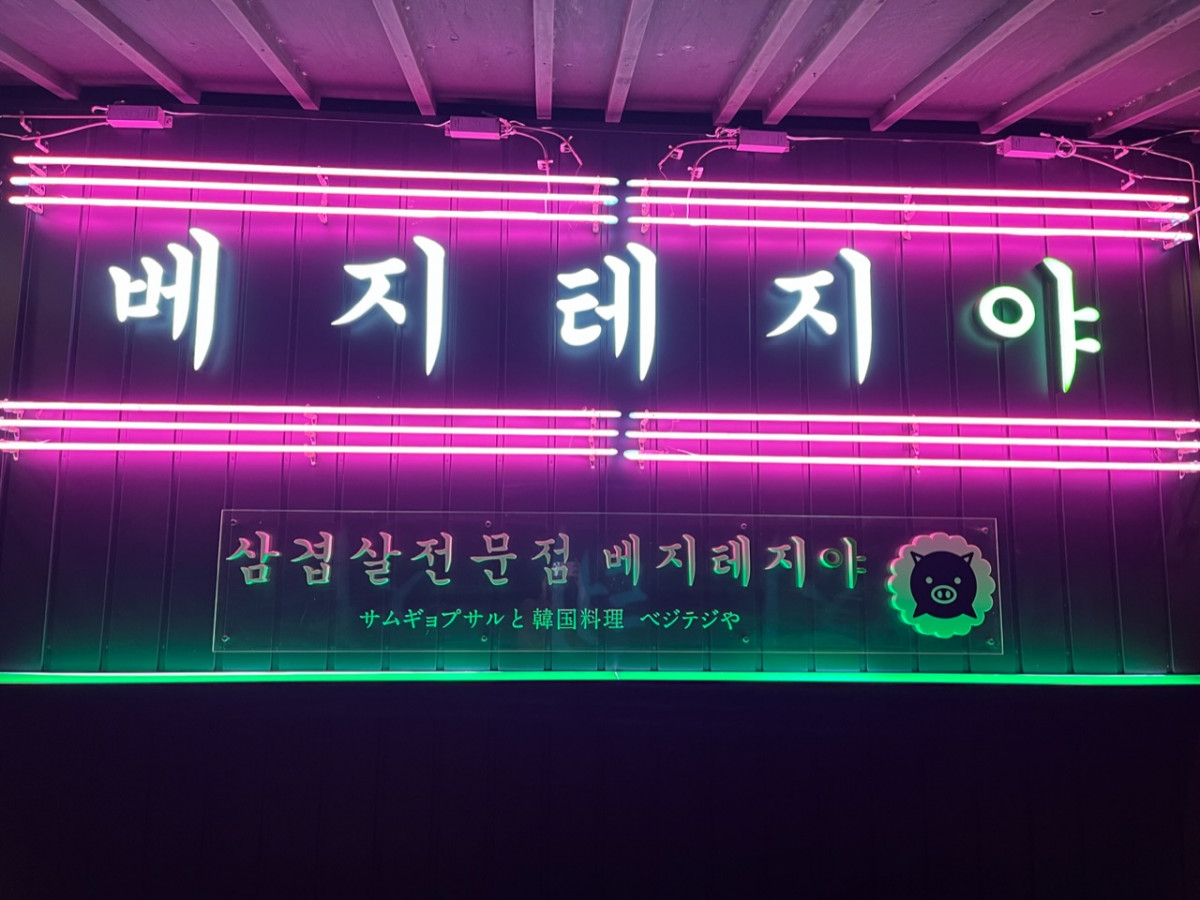 베지테지야
삼겹살전문점 베지테지야
サムギョプサルと韓国料理 ベジテジや